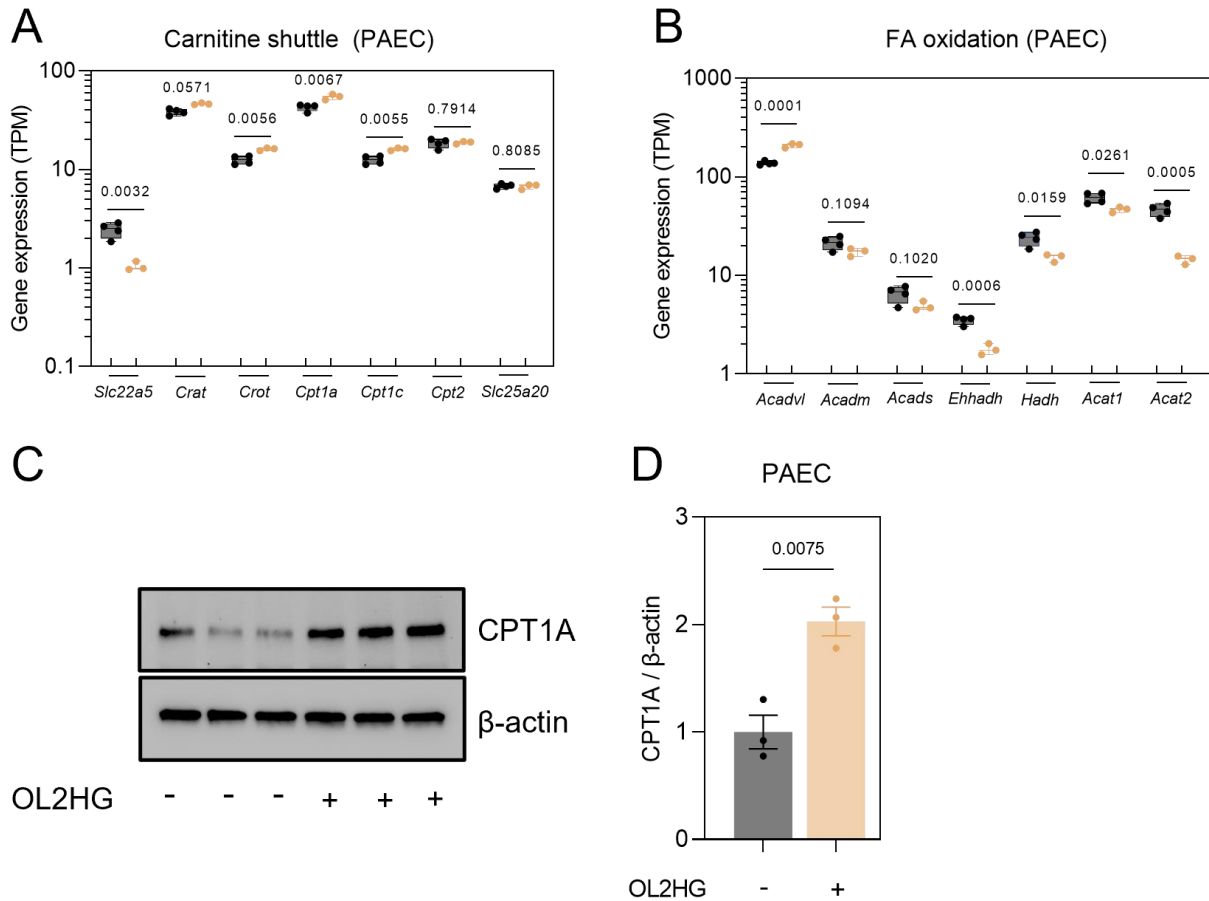 A
Carnitine shuttle (PAEC)
Gene expression (TPM)
100
10
1
0.1
0.0032
0.0571
0.0056
0.0067
0.0055
0.7914
0.8085
Slc22a5
Crat
Crot
Cpt1a
Cpt1c
Cpt2
Slc25a20
B
FA oxidation (PAEC)
Gene expression (TPM)
1000
100
10
1
0.0001
0.1094
0.1020
0.0006
0.0159
0.0261
0.0005
Acadvl
Acadm
Acads
Ehhadh
Hadh
Acat1
Acat2
C
CPT1A
β-actin
OL2HG - - - + + +
D
PAEC
CPT1A / β-actin
3
2
1
0
0.0075
OL2HG - +